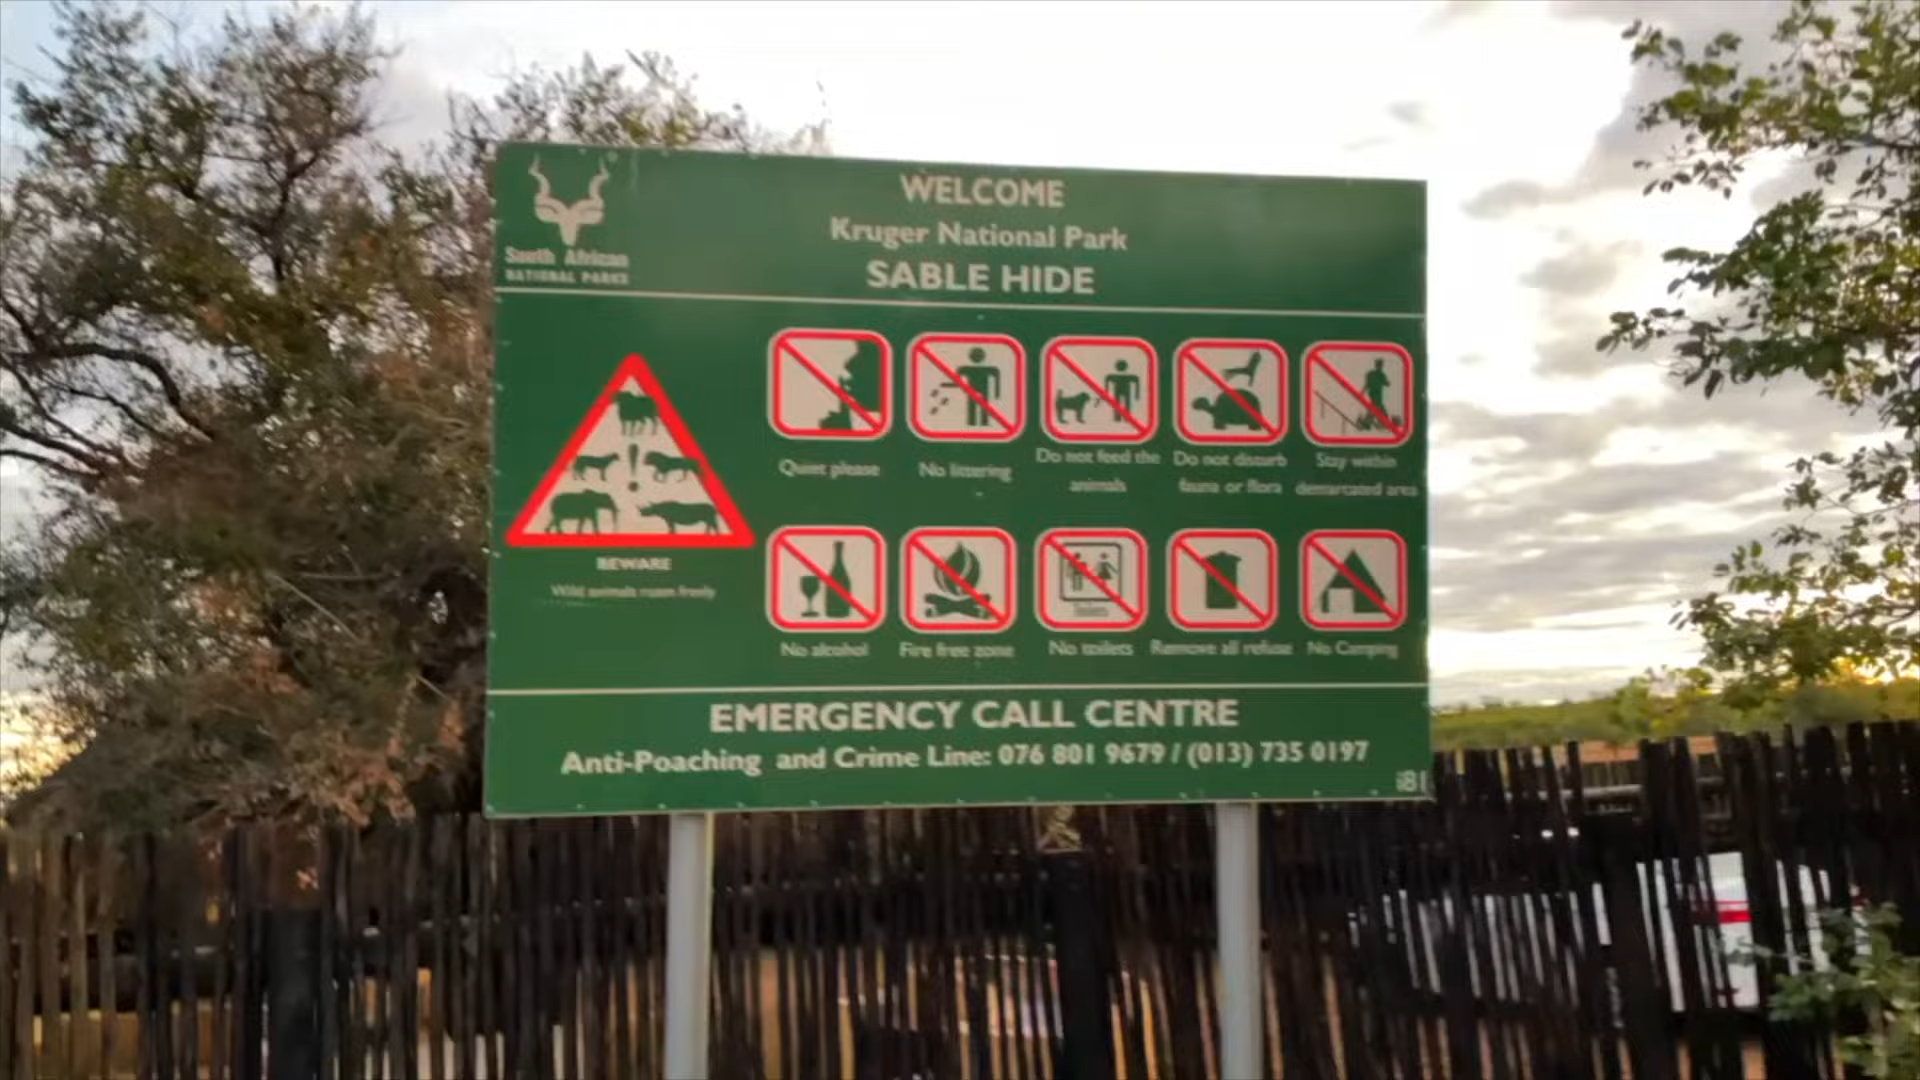 South African
NATIONAL PARKS
WELCOME
Kruger National Park
SABLE HIDE
BEWARE
Wild animals roam freely
Quiet please
No littering
Do not feed the
animals
Do not disturb
fauna or flora
Stay within
demarcated area
No alcohol
Fire free zone
No toilets
Remove all refuse
No Camping
EMERGENCY CALL CENTRE
Anti-Poaching and Crime Line: 076 801 9679 / (013) 735 0197